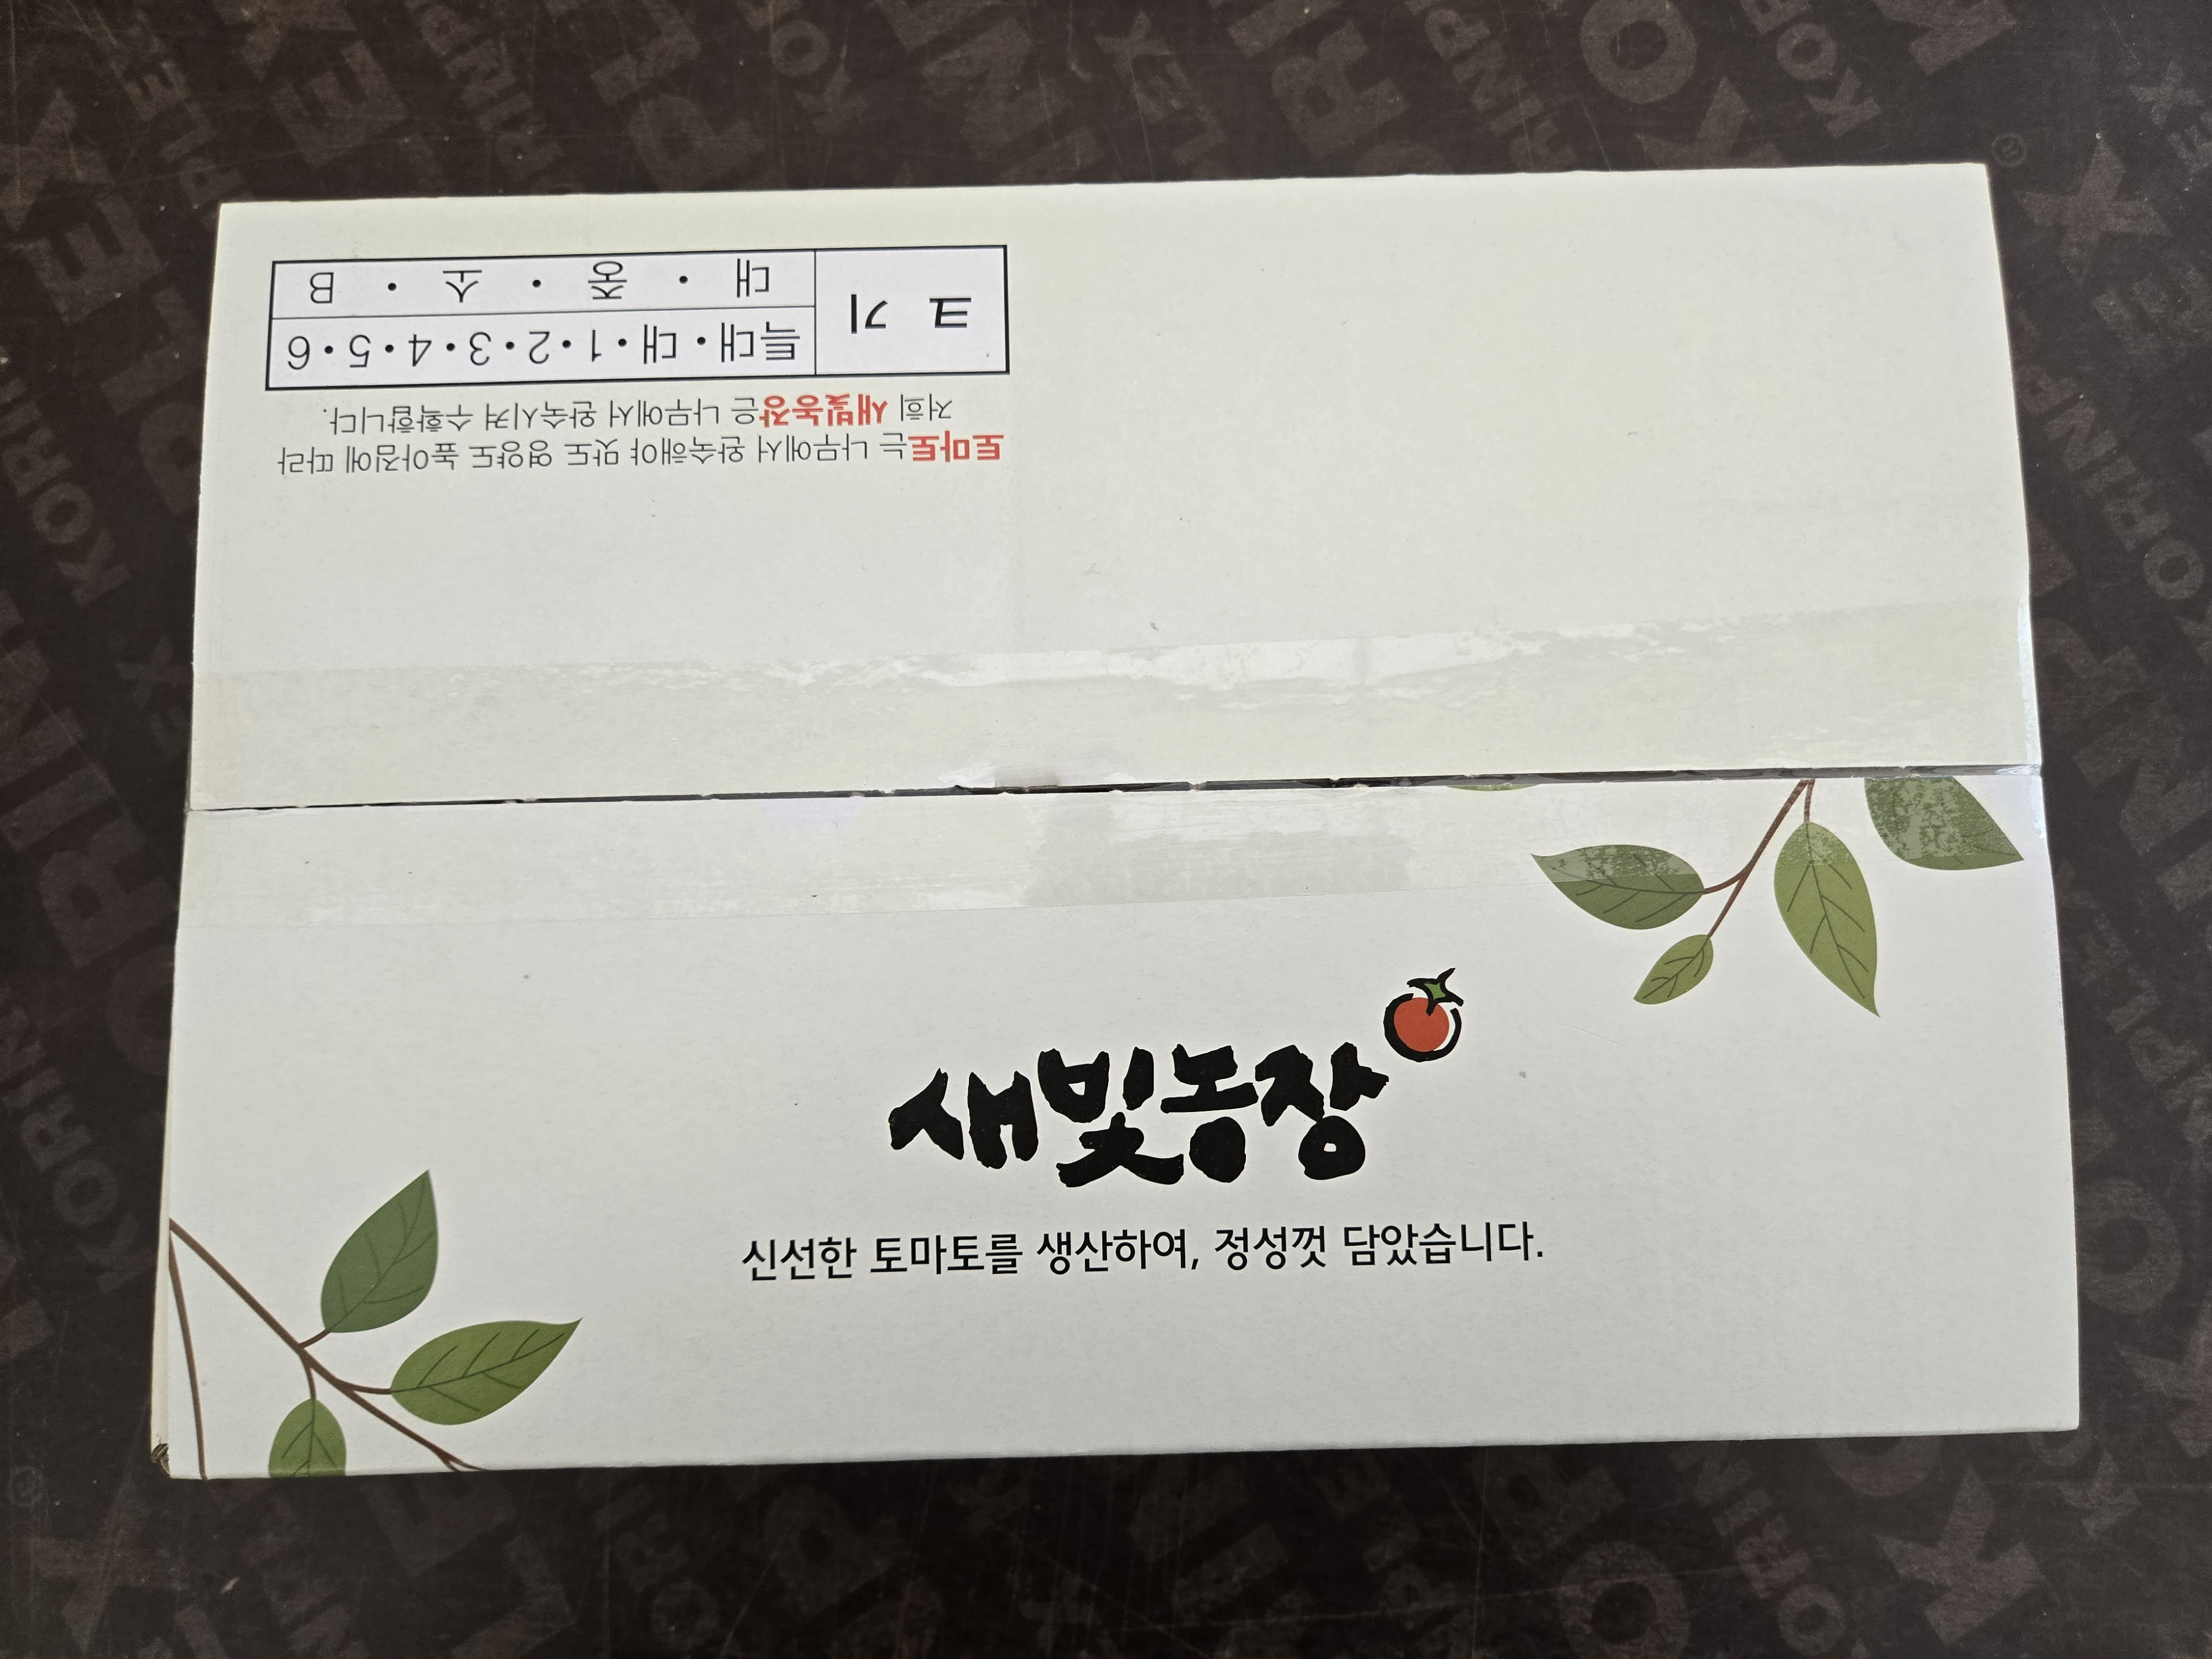 새빛농장
신선한 토마토를 생산하여, 정성껏 담았습니다.
토마토는 나무에서 완숙해야 맛도 영양도 높아짐에 따라
저희 새빛농장은 나무에서 완숙시켜 수확합니다.
크 기
특대・대・1・2・3・4・5・6
대 ・ 중 ・ 소 ・ B